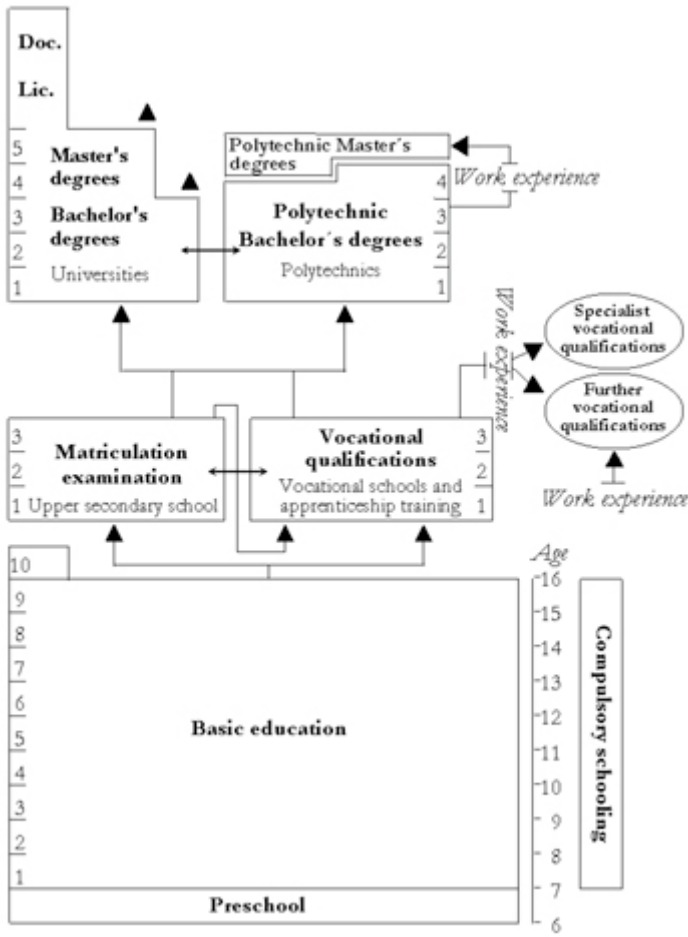 Doc.
Lic.
5
4
3
2
1
Master's
degrees
Bachelor's
degrees
Universities
Polytechnic Master´s
degrees
Polytechnic
Bachelor´s degrees
Polytechnics
4
3
2
1
Work experience
Work experience
Specialist
vocational
qualifications
Further
vocational
qualifications
Work experience
3
2
1
Matriculation
examination
Upper secondary school
Vocational
qualifications
Vocational schools and
apprenticeship training
3
2
1
10
9
8
7
6
5
4
3
2
1
Basic education
Preschool
Age
16
15
14
13
12
11
10
9
8
7
6
Compulsory schooling